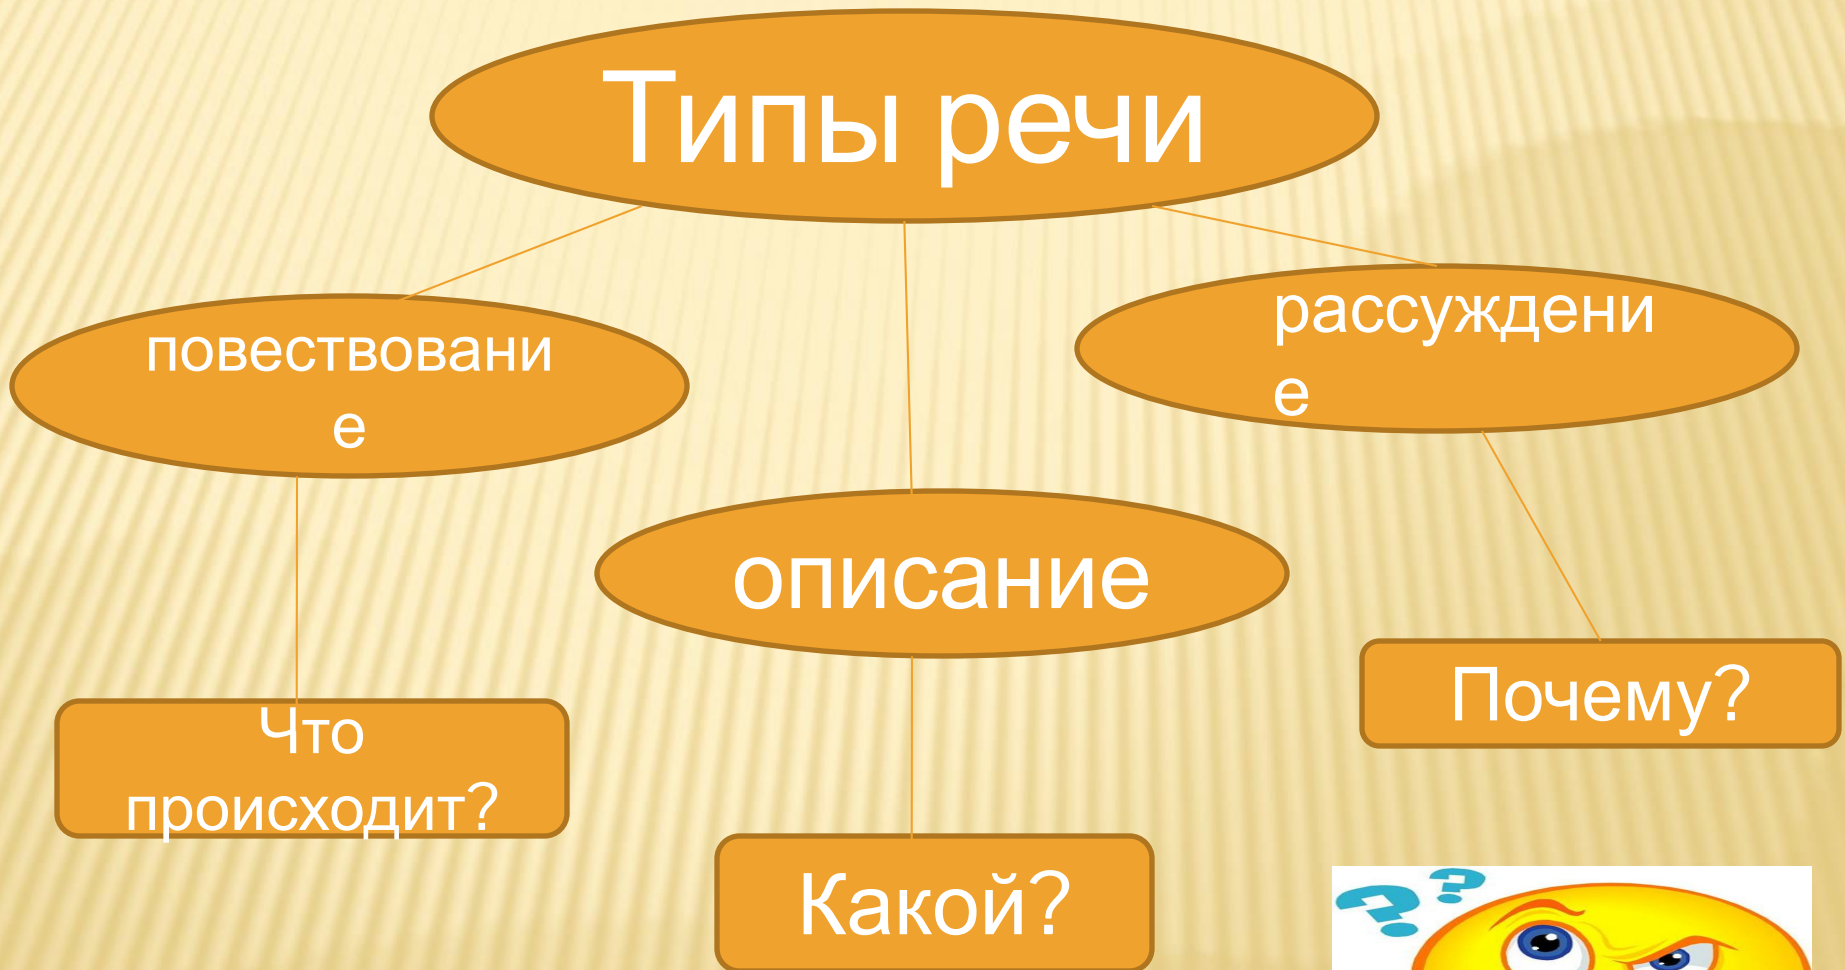 Типы речи
повествовани
е
рассуждени
е
описание
Что
происходит?
Какой?
Почему?
? ?